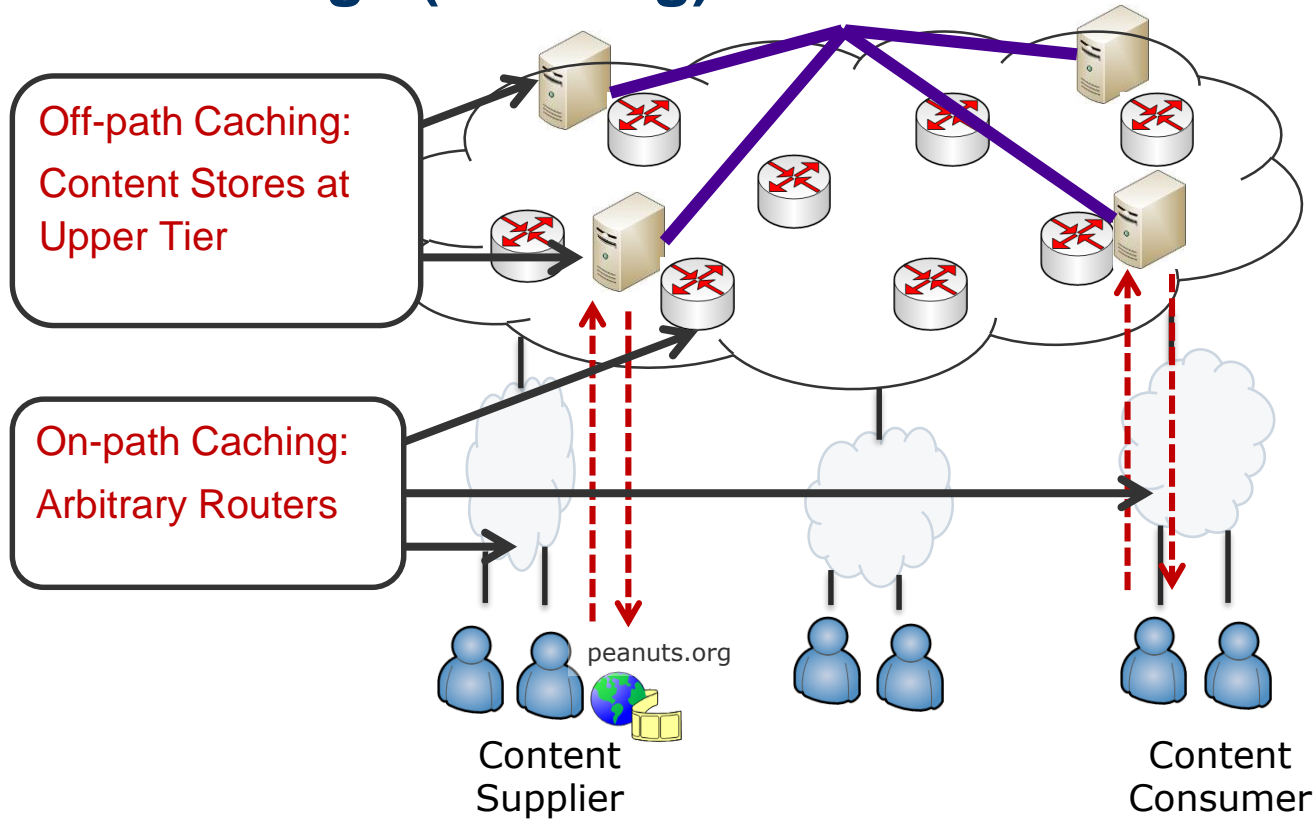 Off-path Caching:
Content Stores at
Upper Tier
On-path Caching:
Arbitrary Routers
peanuts.org
Content
Supplier
Content
Consumer